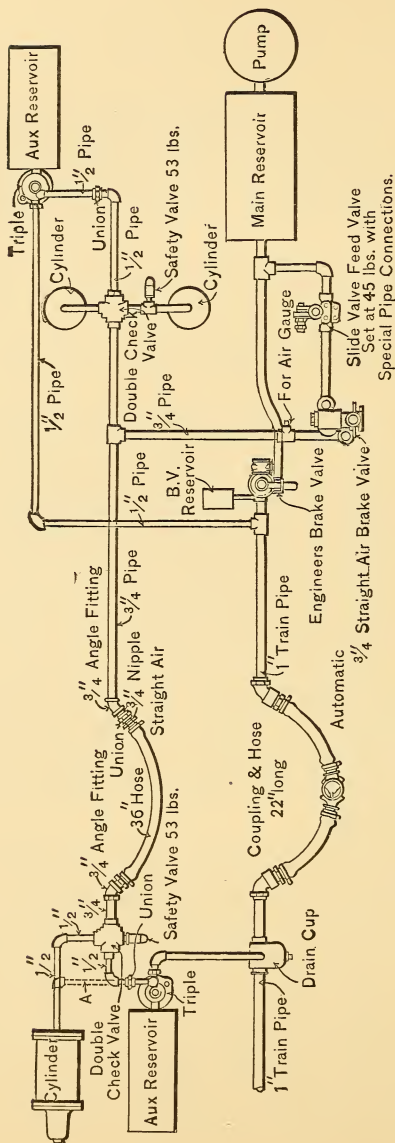 Pump
Main Reservoir
Aux Reservoir
Triple
1/2" Pipe
Union
1/2" Pipe
Safety Valve 53 lbs.
Cylinder
Cylinder
Double Check
Valve
1/2" Pipe
3/4" Pipe
1/2" Pipe
For Air Gauge
Slide Valve Feed Valve
Set at 45 lbs. with
Special Pipe Connections.
B.V.
Reservoir
Engineers Brake Valve
3/4" Straight Air Brake Valve
3/4" Angle Fitting
3/4" Pipe
Union
3/4" Nipple
Straight Air
1" Train Pipe
3/4" Angle Fitting
36" Hose
Coupling & Hose
22" long
Automatic
1/2"
1/2"
3/4"
1/2"
A
Cylinder
Double
Check Valve
Union
Safety Valve 53 lbs.
Triple
Aux Reservoir
Drain Cup
1" Train Pipe